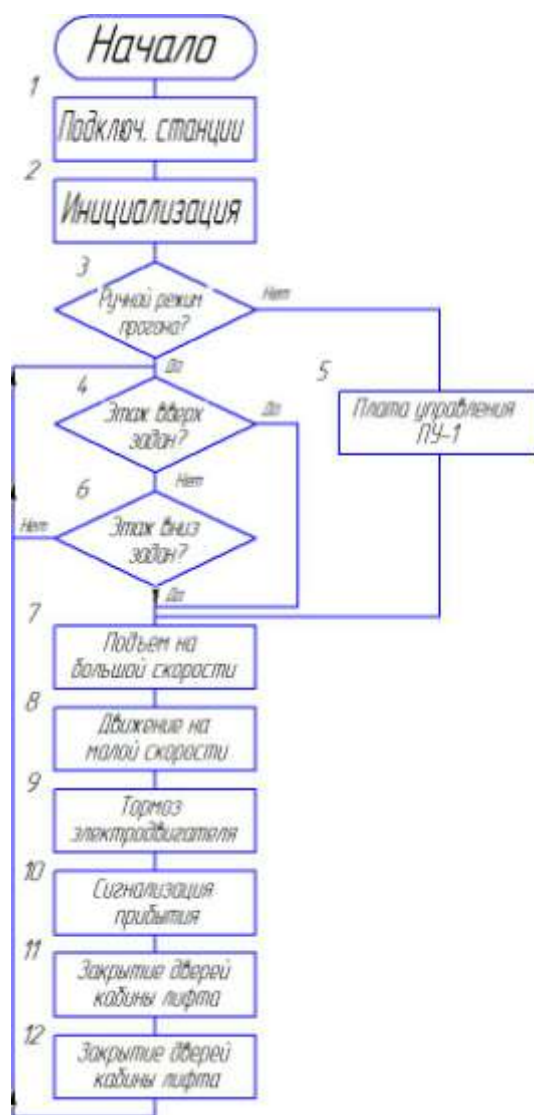 Начало
1
Подключ. станции
2
Инициализация
3
Ручной режим
прогона?
Нет
Да
4
Этаж вверх
задан?
Да
5
Плата управления
ПУ-1
Нет
6
Этаж вниз
задан?
Нет
Да
7
Подъем на
большой скорости
8
Движение на
малой скорости
9
Тормоз
электродвигателя
10
Сигнализация
прибытия
11
Закрытие дверей
кабины лифта
12
Закрытие дверей
кабины лифта